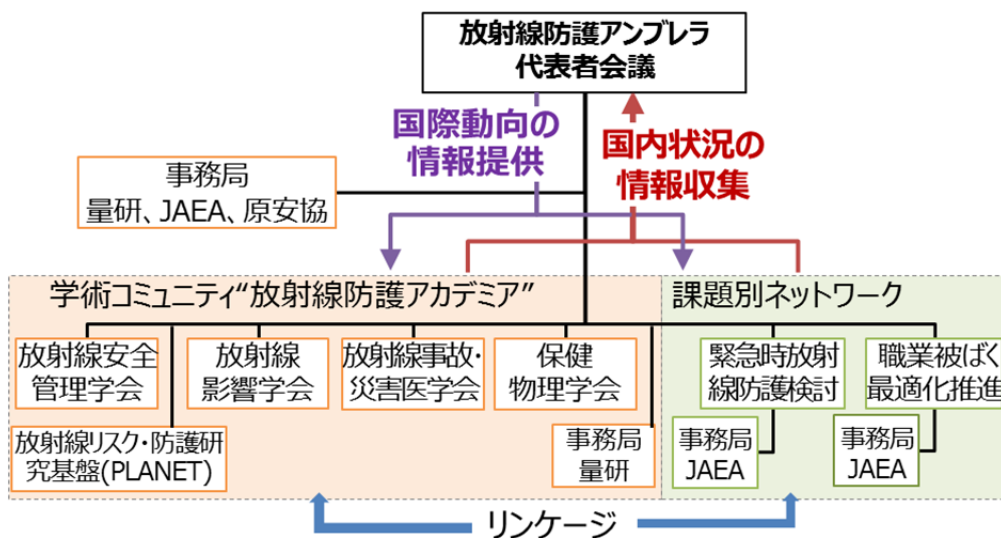 放射線防護アンブレラ
代表者会議
国際動向の
情報提供
国内状況の
情報収集
事務局
量研、JAEA、原安協
学術コミュニティ“放射線防護アカデミア”
課題別ネットワーク
放射線安全
管理学会
放射線
影響学会
放射線事故・
災害医学会
保健
物理学会
緊急時放射
線防護検討
職業被ばく
最適化推進
放射線リスク・防護研
究基盤(PLANET)
事務局
量研
事務局
JAEA
事務局
JAEA
リンケージ